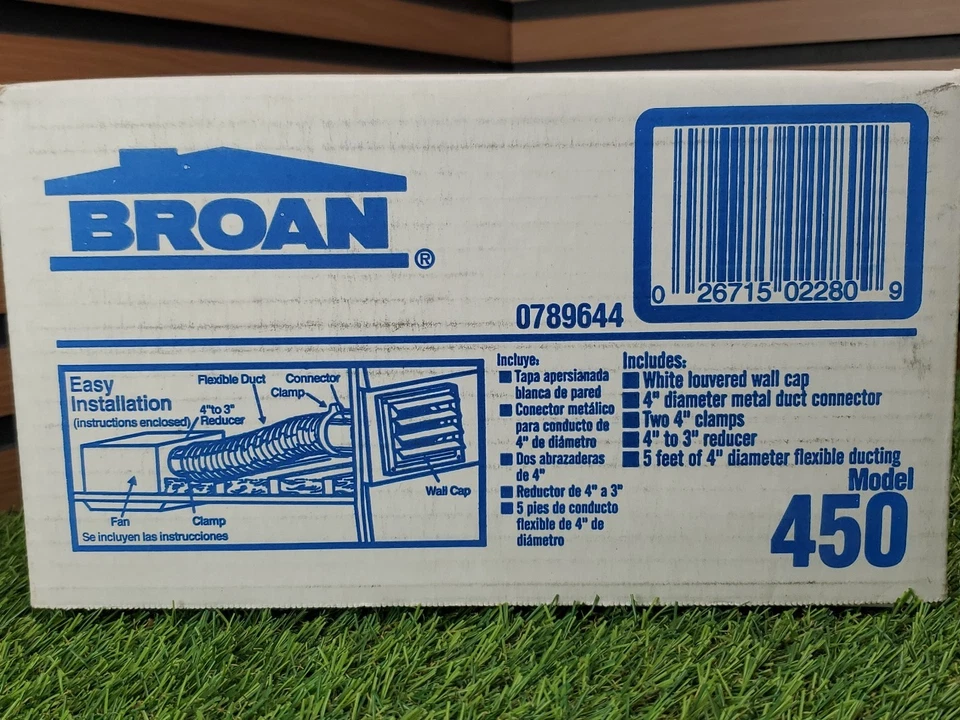 BROAN®
0 26715 02280 9
0789644
Easy
Installation
(instructions enclosed)
Flexible Duct
Connector
Clamp
4"to 3"
Reducer
Wall Cap
Fan
Clamp
Se incluyen las instrucciones
Incluye:
Tapa apersianada
blanca de pared
Conector metálico
para conducto de
4" de diámetro
Dos abrazaderas
de 4"
Reductor de 4" a 3"
5 pies de conducto
flexible de 4" de
diámetro
Includes:
White louvered wall cap
4" diameter metal duct connector
Two 4" clamps
4" to 3" reducer
5 feet of 4" diameter flexible ducting
Model
450